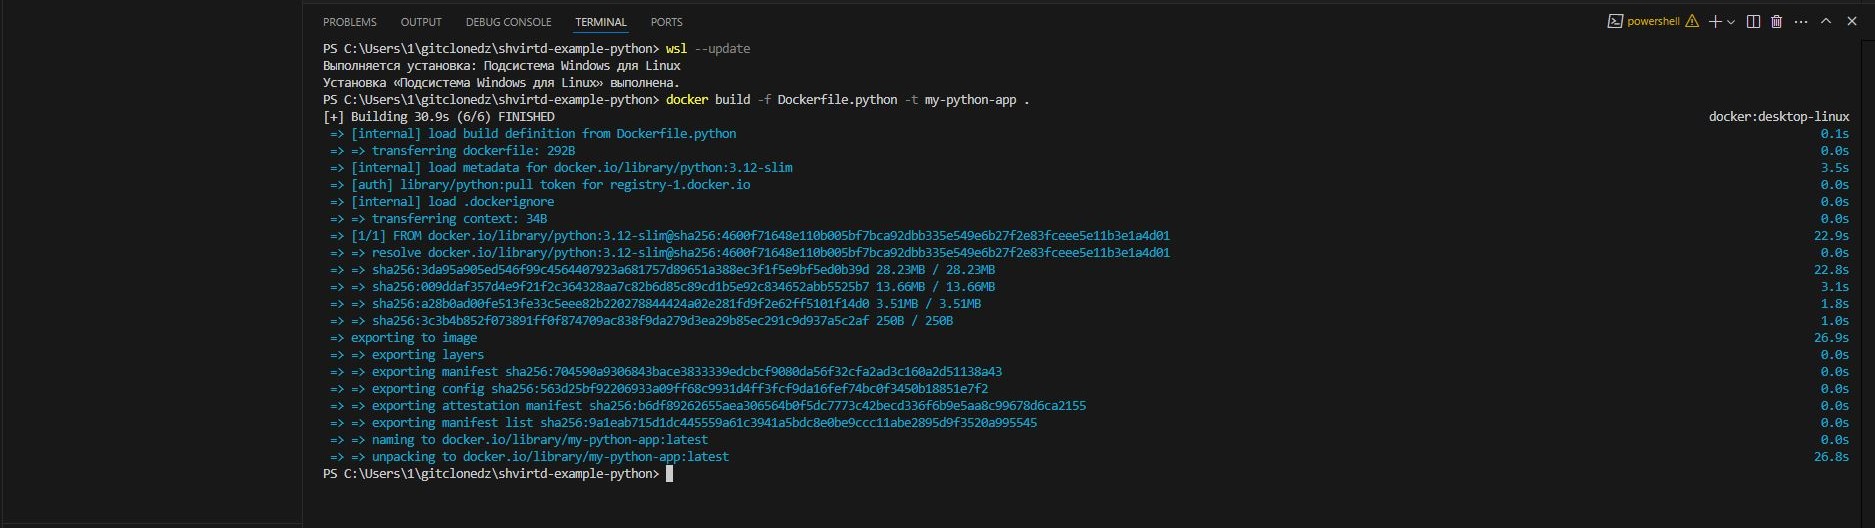 PROBLEMS OUTPUT DEBUG CONSOLE TERMINAL PORTS powershell
PS C:\Users\1\gitclonedz\shvirtd-example-python> wsl --update
Выполняется установка: Подсистема Windows для Linux
Установка «Подсистема Windows для Linux» выполнена.
PS C:\Users\1\gitclonedz\shvirtd-example-python> docker build -f Dockerfile.python -t my-python-app .
[+] Building 30.9s (6/6) FINISHED docker:desktop-linux
=> [internal] load build definition from Dockerfile.python 0.1s
=> => transferring dockerfile: 292B 0.0s
=> [internal] load metadata for docker.io/library/python:3.12-slim 3.5s
=> [auth] library/python:pull token for registry-1.docker.io 0.0s
=> [internal] load .dockerignore 0.0s
=> => transferring context: 34B 0.0s
=> [1/1] FROM docker.io/library/python:3.12-slim@sha256:4600f71648e110b005bf7bca92dbb335e549e6b27f2e83fceee5e11b3e1a4d01 22.9s
=> => resolve docker.io/library/python:3.12-slim@sha256:4600f71648e110b005bf7bca92dbb335e549e6b27f2e83fceee5e11b3e1a4d01 0.0s
=> => sha256:3da95a905ed546f99c4564407923a681757d89651a388ec3f1f5e9bf5ed0b39d 28.23MB / 28.23MB 22.8s
=> => sha256:009ddaf357d4e9f21f2c364328aa7c82b6d85c89cd1b5e92c834652abb5525b7 13.66MB / 13.66MB 3.1s
=> => sha256:a28b0ad00fe513fe33c5eee82b220278844424a02e281fd9f2e62ff5101f14d0 3.51MB / 3.51MB 1.8s
=> => sha256:3c3b4b852f073891ff0f874709ac838f9da279d3ea29b85ec291c9d937a5c2af 250B / 250B 1.0s
=> exporting to image 26.9s
=> => exporting layers 0.0s
=> => exporting manifest sha256:704590a9306843bace3833339edcbcf9080da56f32cfa2ad3c160a2d51138a43 0.0s
=> => exporting config sha256:563d25bf92206933a09ff68c9931d4ff3fcf9da16fef74bc0f3450b18851e7f2 0.0s
=> => exporting attestation manifest sha256:b6df89262655aea306564b0f5dc7773c42becd336f6b9e5aa8c99678d6ca2155 0.0s
=> => exporting manifest list sha256:9a1eab715d1dc445559a61c3941a5bdc8e0be9ccc11abe2895d9f3520a995545 0.0s
=> => naming to docker.io/library/my-python-app:latest 0.0s
=> => unpacking to docker.io/library/my-python-app:latest 26.8s
PS C:\Users\1\gitclonedz\shvirtd-example-python>